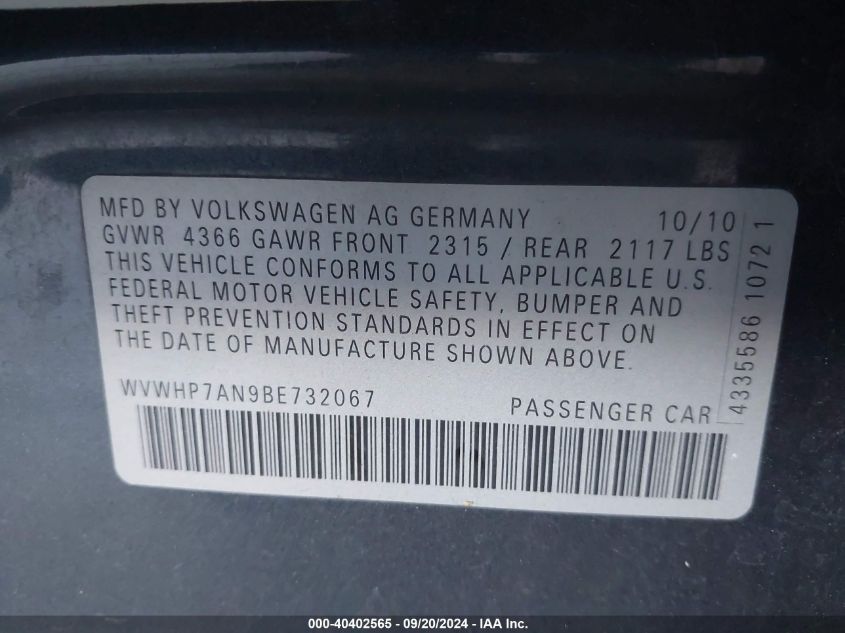 MFD BY VOLKSWAGEN AG GERMANY 10/10
GVWR 4366 GAWR FRONT 2315 / REAR 2117 LBS
THIS VEHICLE CONFORMS TO ALL APPLICABLE U.S.
FEDERAL MOTOR VEHICLE SAFETY, BUMPER AND
THEFT PREVENTION STANDARDS IN EFFECT ON
THE DATE OF MANUFACTURE SHOWN ABOVE.
WVWHP7AN9BE732067 PASSENGER CAR
4335586 1072 1
000-40402565 - 09/20/2024 - IAA Inc.